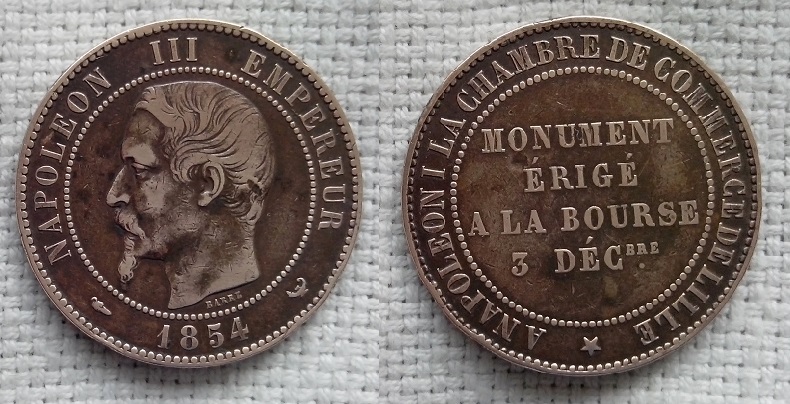 NAPOLEON III EMPEREUR
BARRE
1854
A NAPOLEON I LA CHAMBRE DE COMMERCE DE LILLE
MONUMENT
ÉRIGÉ
A LA BOURSE
3 DÉCBRE.